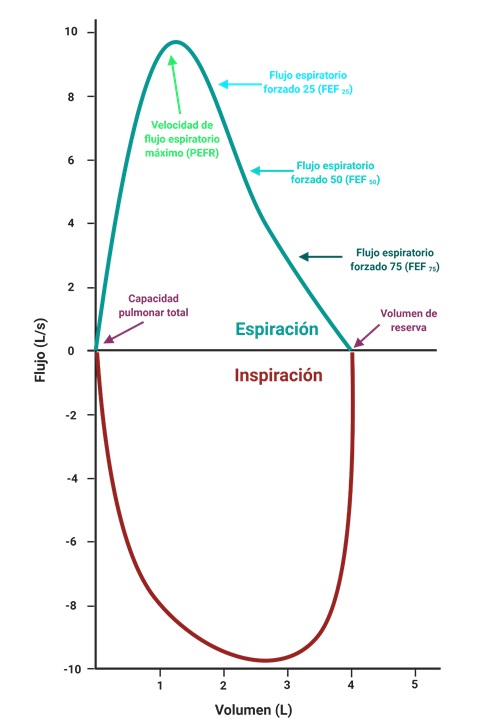 10
Flujo espiratorio
forzado 25 (FEF 25)
8
Velocidad de
flujo espiratorio
máximo (PEFR)
6
Flujo espiratorio
forzado 50 (FEF 50)
4
Flujo espiratorio
forzado 75 (FEF 75)
2
Capacidad
pulmonar total
Volumen de
reserva
Espiración
Flujo (L/s)
0
Inspiración
-2
-4
-6
-8
-10
1 2 3 4 5
Volumen (L)